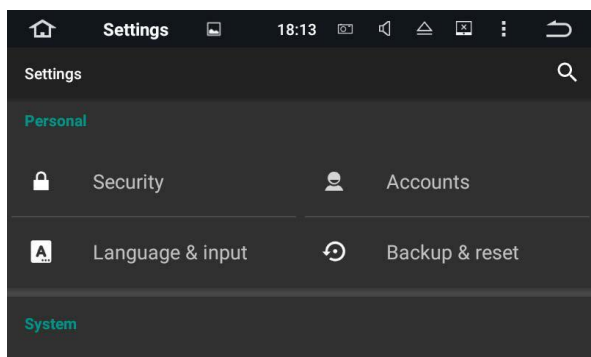 Settings 18:13
Settings
Personal
Security Accounts
Language & input Backup & reset
System